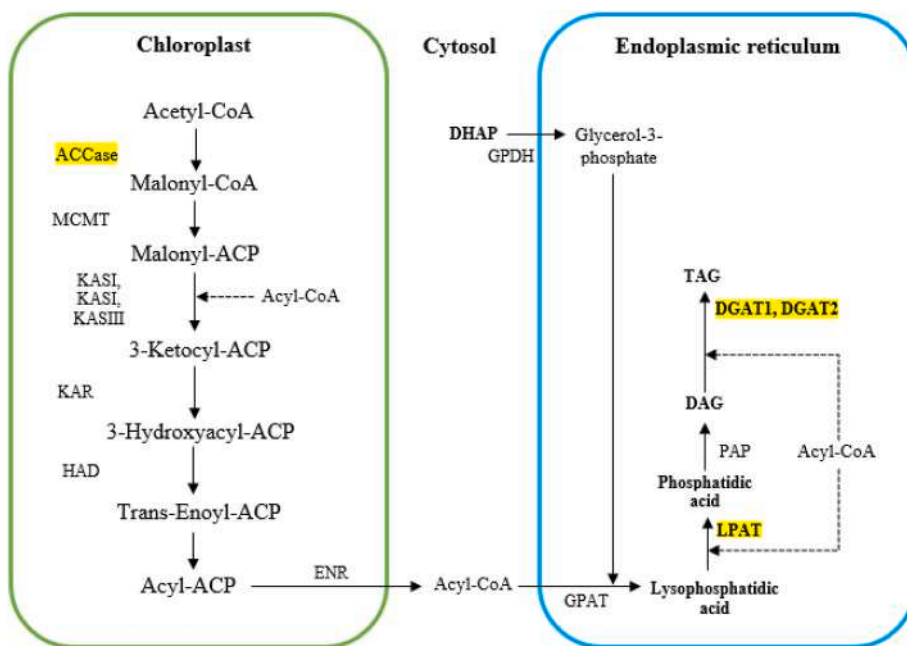 Chloroplast
Cytosol
Endoplasmic reticulum
Acetyl-CoA
ACCase
Malonyl-CoA
MCMT
Malonyl-ACP
KASI,
KASI,
KASIII
Acyl-CoA
3-Ketocyl-ACP
KAR
3-Hydroxyacyl-ACP
HAD
Trans-Enoyl-ACP
Acyl-ACP
ENR
Acyl-CoA
DHAP
GPDH
Glycerol-3-
phosphate
TAG
DGAT1, DGAT2
DAG
PAP
Acyl-CoA
Phosphatidic
acid
LPAT
GPAT
Lysophosphatidic
acid